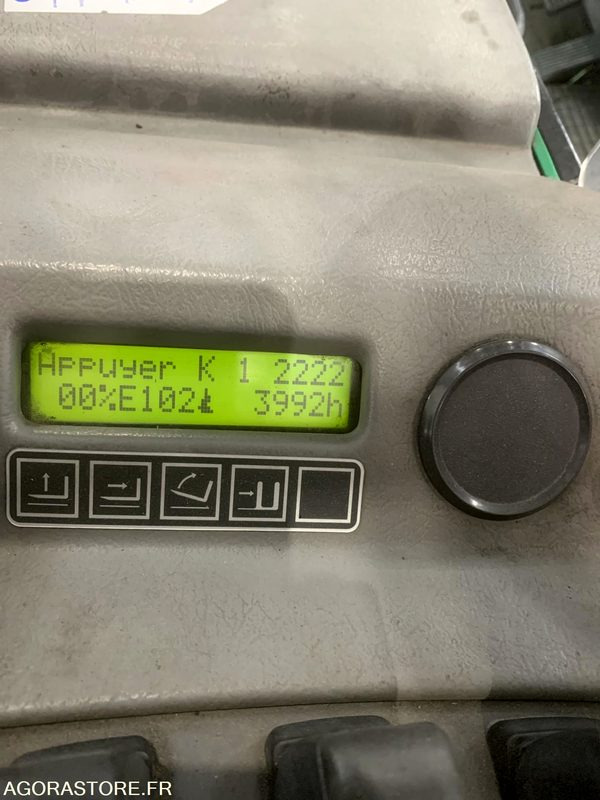 Appuyer K 1 2222
00%E102 3992h
AGORASTORE.FR